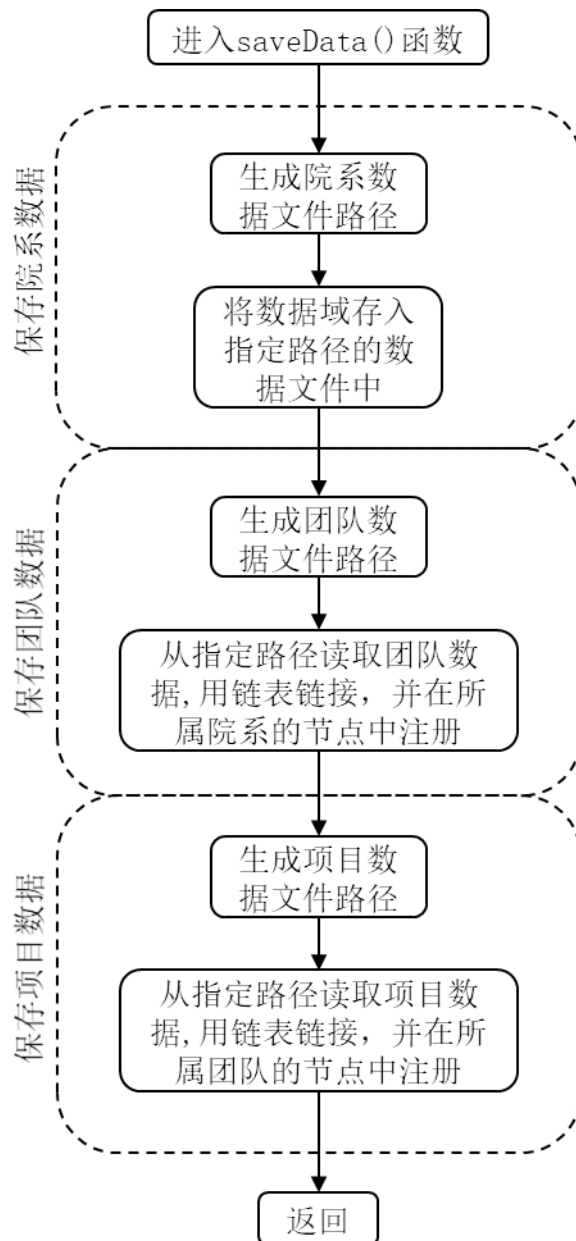 进入saveData()函数
保存院系数据
生成院系数
据文件路径
将数据域存入
指定路径的数
据文件中
保存团队数据
生成团队数
据文件路径
从指定路径读取团队数
据,用链表链接，并在所
属院系的节点中注册
保存项目数据
生成项目数
据文件路径
从指定路径读取项目数
据,用链表链接，并在所
属团队的节点中注册
返回